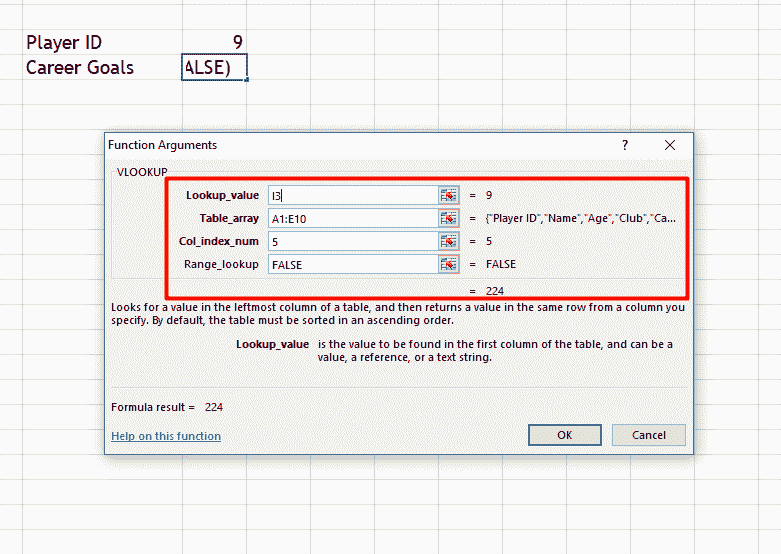 Player ID 9
Career Goals ALSE)
Function Arguments ?
VLOOKUP
Lookup_value I3 = 9
Table_array A1:E10 = {"Player ID","Name","Age","Club","Ca...
Col_index_num 5 = 5
Range_lookup FALSE = FALSE
= 224
Looks for a value in the leftmost column of a table, and then returns a value in the same row from a column you
specify. By default, the table must be sorted in an ascending order.
Lookup_value is the value to be found in the first column of the table, and can be a
value, a reference, or a text string.
Formula result = 224
Help on this function OK Cancel